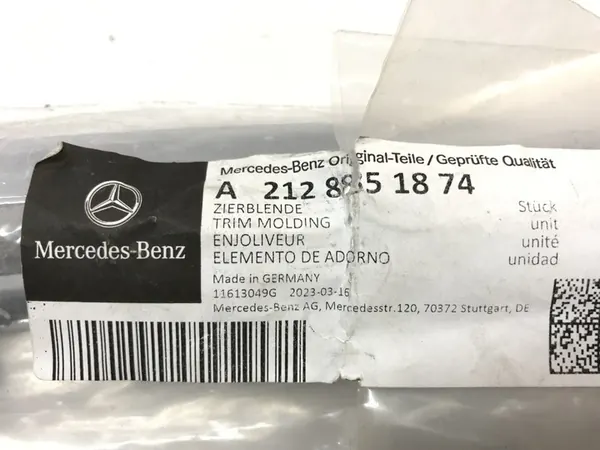 Mercedes-Benz
Mercedes-Benz Original-Teile/Geprüfte Qualität
A 212 885 18 74
ZIERBLENDE Stück
TRIM MOLDING unit
ENJOLIVEUR unité
ELEMENTO DE ADORNO unidad
Made in GERMANY
11613049G 2023-03-16
Mercedes-Benz AG, Mercedesstr.120, 70372 Stuttgart, DE